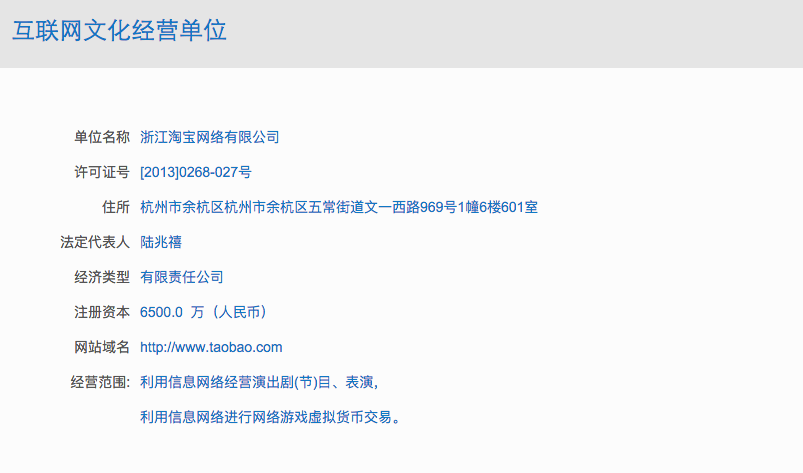 互联网文化经营单位
单位名称 浙江淘宝网络有限公司
许可证号 [2013]0268-027号
住所 杭州市余杭区杭州市余杭区五常街道文一西路969号1幢6楼601室
法定代表人 陆兆禧
经济类型 有限责任公司
注册资本 6500.0 万（人民币）
网站域名 http://www.taobao.com
经营范围: 利用信息网络经营演出剧(节)目、表演，
利用信息网络进行网络游戏虚拟货币交易。